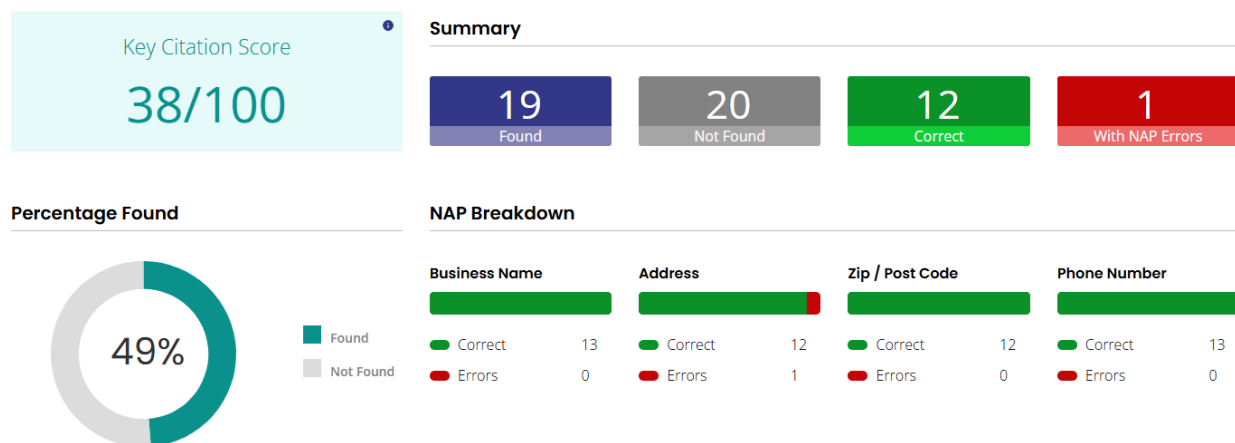 Key Citation Score
38/100
Summary
19
Found
20
Not Found
12
Correct
1
With NAP Errors
Percentage Found
49%
Found
Not Found
NAP Breakdown
Business Name
Correct 13
Errors 0
Address
Correct 12
Errors 1
Zip / Post Code
Correct 12
Errors 0
Phone Number
Correct 13
Errors 0